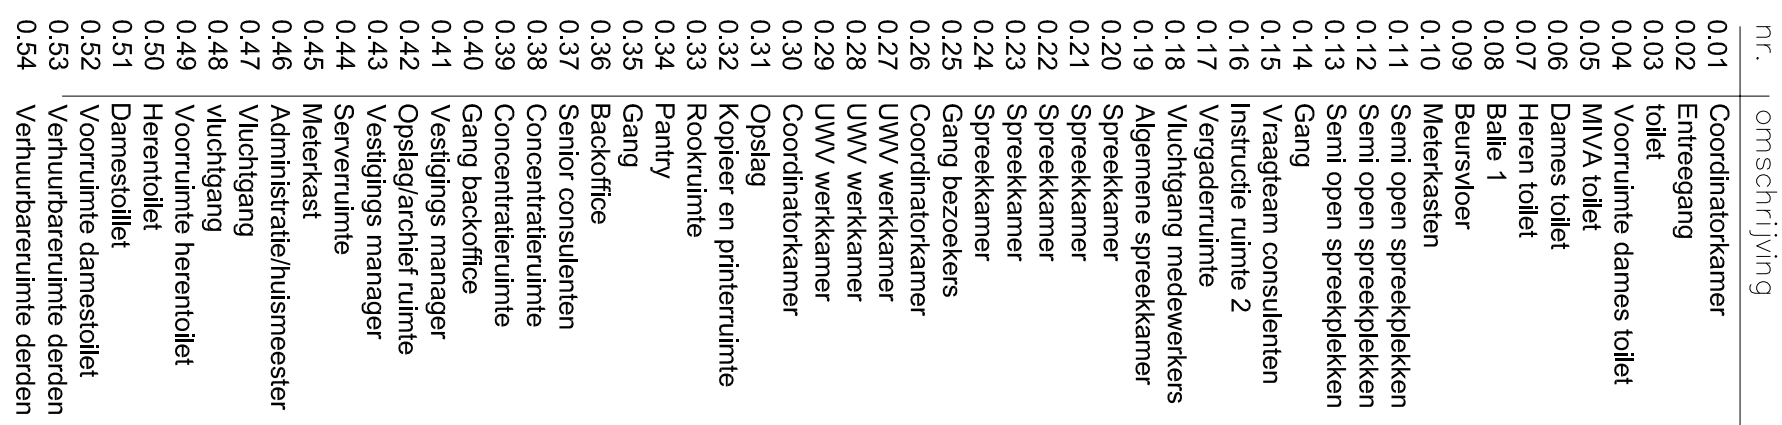 nr. omschrijving
0.01 Coordinatorkamer
0.02 Entreegang
0.03 toilet
0.04 Voorruimte dames toilet
0.05 MIVA toilet
0.06 Dames toilet
0.07 Heren toilet
0.08 Balie 1
0.09 Beursvloer
0.10 Meterkasten
0.11 Semi open spreekplekken
0.12 Semi open spreekplekken
0.13 Semi open spreekplekken
0.14 Gang
0.15 Vraagteam consulenten
0.16 Instructie ruimte 2
0.17 Vergaderruimte
0.18 Vluchtgang medewerkers
0.19 Algemene spreekkamer
0.20 Spreekkamer
0.21 Spreekkamer
0.22 Spreekkamer
0.23 Spreekkamer
0.24 Spreekkamer
0.25 Gang bezoekers
0.26 Coordinatorkamer
0.27 UWV werkkamer
0.28 UWV werkkamer
0.29 UWV werkkamer
0.30 Coordinatorkamer
0.31 Opslag
0.32 Kopieer en printerruimte
0.33 Rookruimte
0.34 Pantry
0.35 Gang
0.36 Backoffice
0.37 Senior consulenten
0.38 Concentratieruimte
0.39 Concentratieruimte
0.40 Gang backoffice
0.41 Vestigings manager
0.42 Opslag/archief ruimte
0.43 Vestigings manager
0.44 Serverruimte
0.45 Meterkast
0.46 Administratie/huismeester
0.47 Vluchtgang
0.48 vluchtgang
0.49 Voorruimte herentoilet
0.50 Herentoilet
0.51 Damestoillet
0.52 Voorruimte damestoilet
0.53 Verhuurbareruimte derden
0.54 Verhuurbareruimte derden